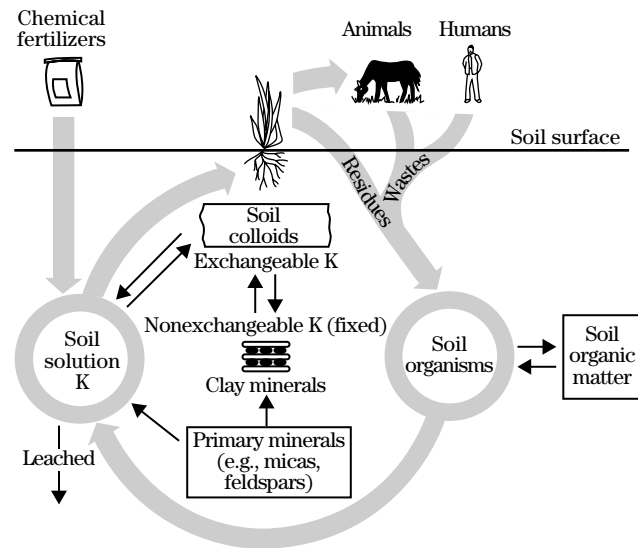 Chemical
fertilizers
Animals
Humans
Soil surface
Residues
Wastes
Soil
colloids
Exchangeable K
Nonexchangeable K (fixed)
Clay minerals
Soil
solution
K
Soil
organisms
Soil
organic
matter
Primary minerals
(e.g., micas,
feldspars)
Leached